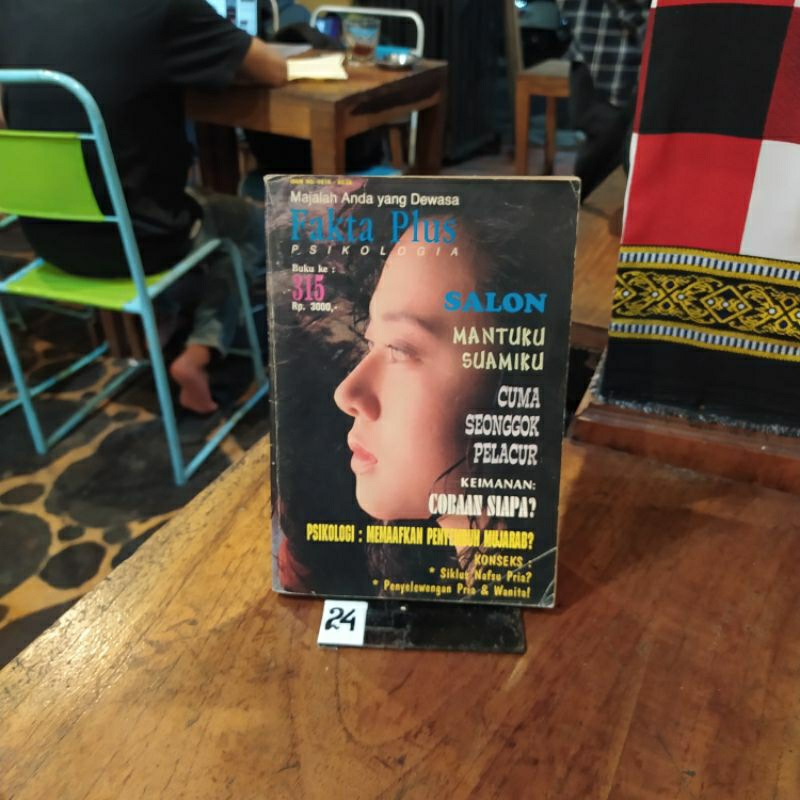 Majalah Anda yang Dewasa
Fakta Plus
PSIKOLOGIA
Buku ke :
315
Rp. 3000,-
SALON
MANTUKU
SUAMIKU
CUMA
SEONGGOK
PELACUR
KEIMANAN:
COBAAN SIAPA?
PSIKOLOGI : MEMAAFKAN PENYEMBUH MUJARAB?
KONSEKS :
* Siklus Nafsu Pria?
* Penyelewengan Pria & Wanita!
24